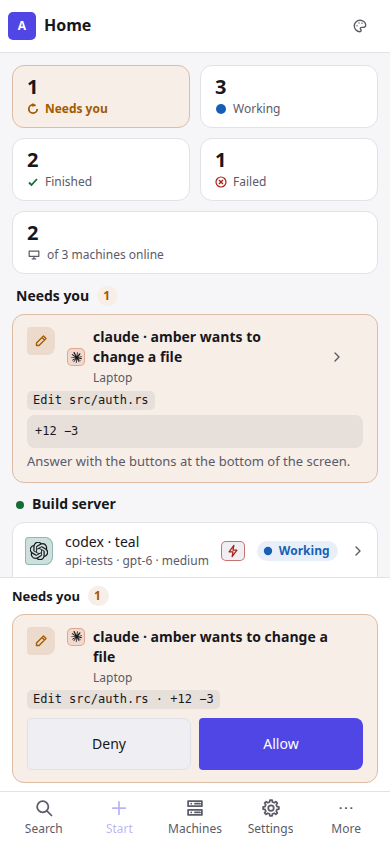 A
Home
1
Needs you
3
Working
2
Finished
1
Failed
2
of 3 machines online
Needs you 1
claude · amber wants to
change a file
Laptop
Edit src/auth.rs
+12 −3
Answer with the buttons at the bottom of the screen.
Build server
codex · teal
api-tests · gpt-6 · medium
Working
Needs you 1
claude · amber wants to change a
file
Laptop
Edit src/auth.rs · +12 −3
Deny
Allow
Search
Start
Machines
Settings
More